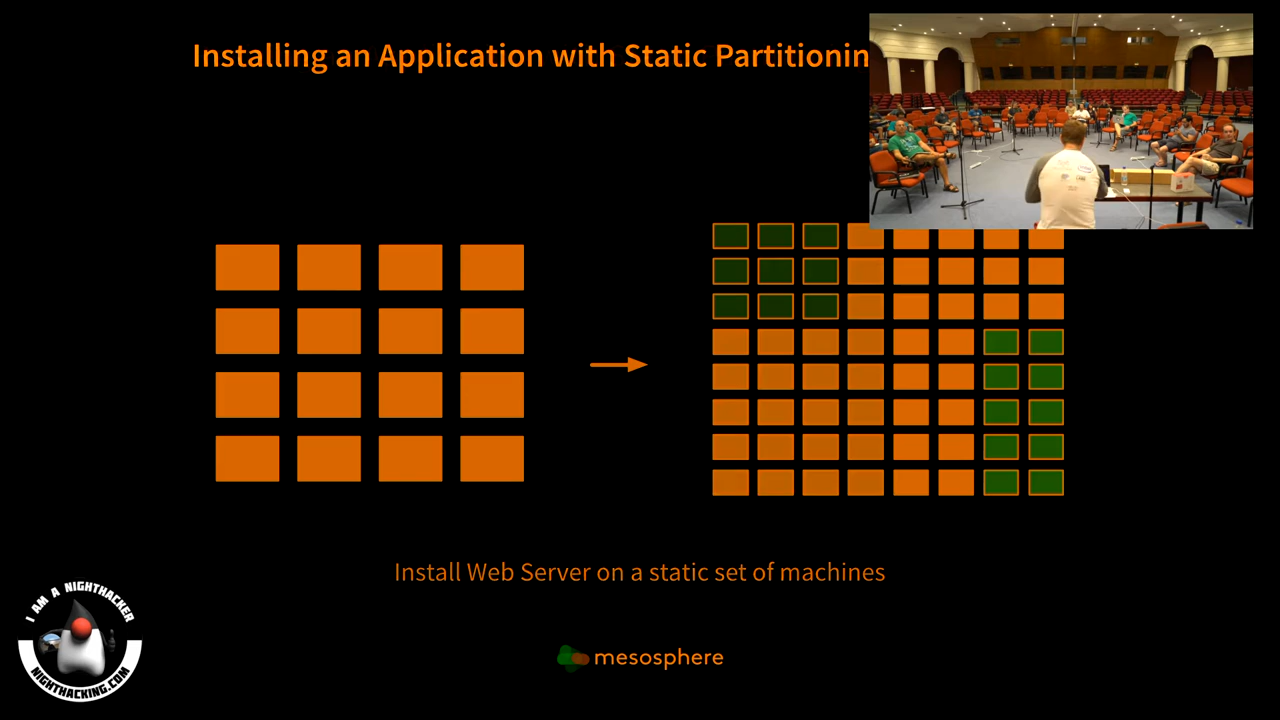 Installing an Application with Static Partitionin
Install Web Server on a static set of machines
mesosphere
I AM A NIGHTHACKER
NIGHTHACKING.COM